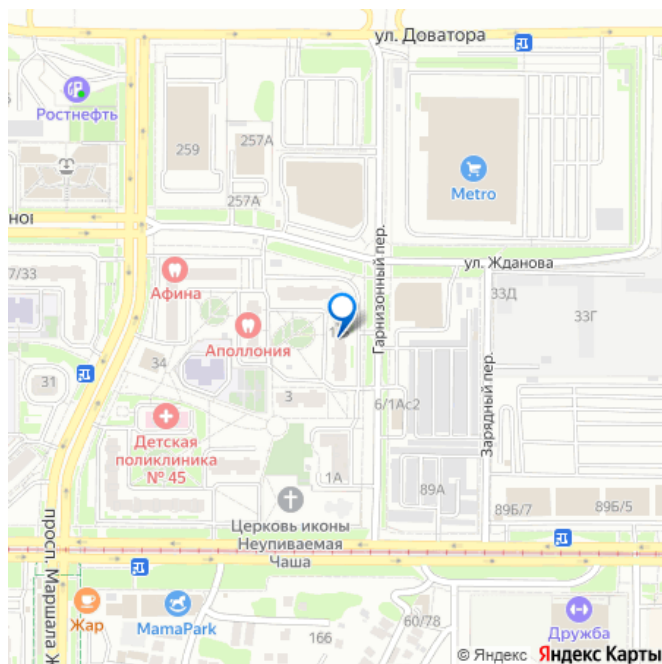 ул. Доватора
Ростнефть
259
257А
Metro
257А
ул. Жданова
7/33
Афина
33Д
33Г
Гарнизонный пер.
Аполлония
34
31
3
6/1Ас2
Зарядный пер.
Детская
поликлиника
№ 45
1А
89А
89Б/7
89Б/5
Церковь иконы
Неупиваемая
Чаша
просп. Маршала Ж
Жар
MamaPark
166
60/78
Дружба
© Яндекс Яндекс Карты